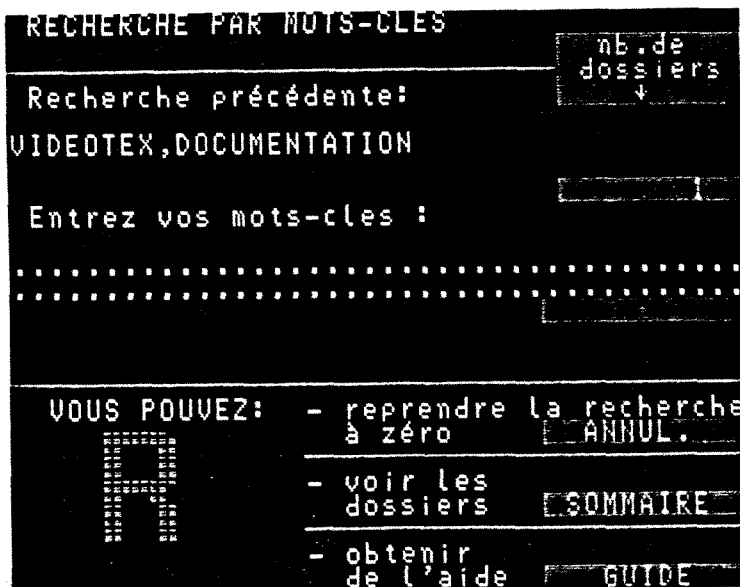 RECHERCHE PAR MOTS-CLES
nb.de
dossiers
↓
Recherche précédente:
VIDEOTEX,DOCUMENTATION
Entrez vos mots-cles :
................................................
................................................
VOUS POUVEZ:
R
- reprendre la recherche
à zéro ANNUL.
- voir les
dossiers SOMMAIRE
- obtenir
de l'aide GUIDE